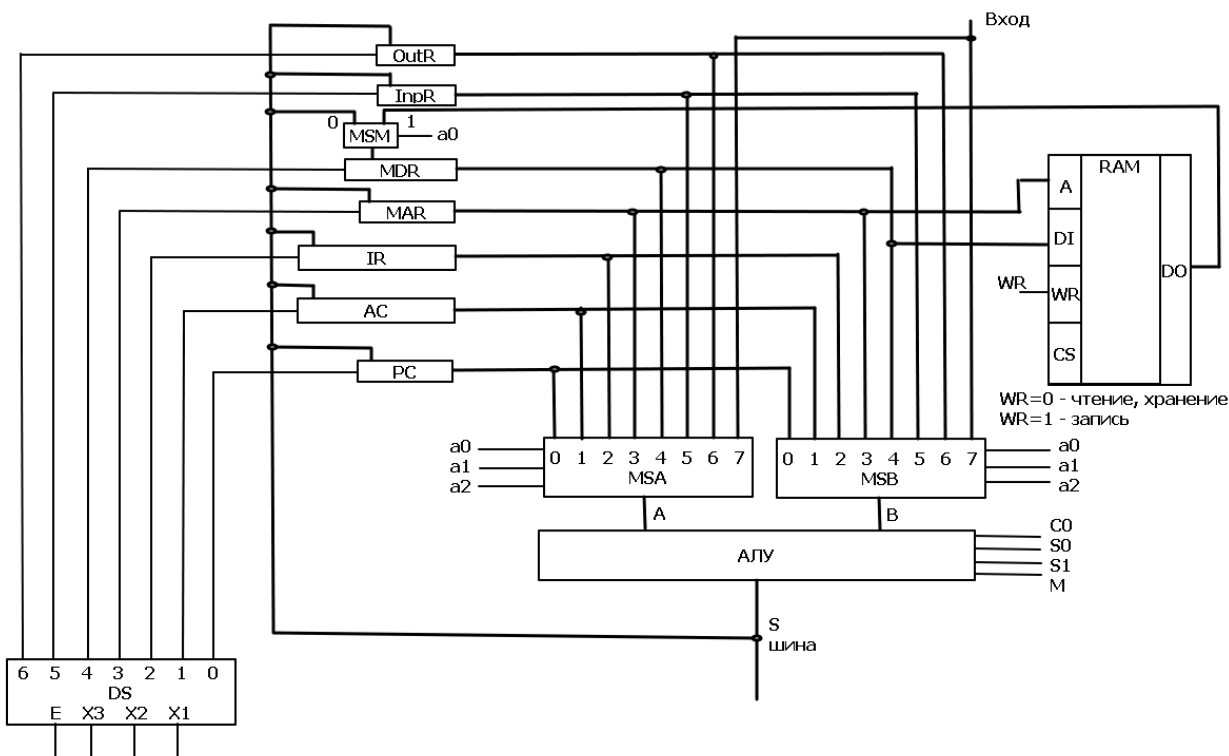 Вход
OutR
InpR
0 1
MSM a0
MDR
MAR
IR
AC
PC
RAM
A
DI
WR WR
CS
DO
WR=0 - чтение, хранение
WR=1 - запись
a0
a1
a2
0 1 2 3 4 5 6 7
MSA
0 1 2 3 4 5 6 7
MSB
a0
a1
a2
A
B
АЛУ
C0
S0
S1
M
S
шина
6 5 4 3 2 1 0
DS
E X3 X2 X1